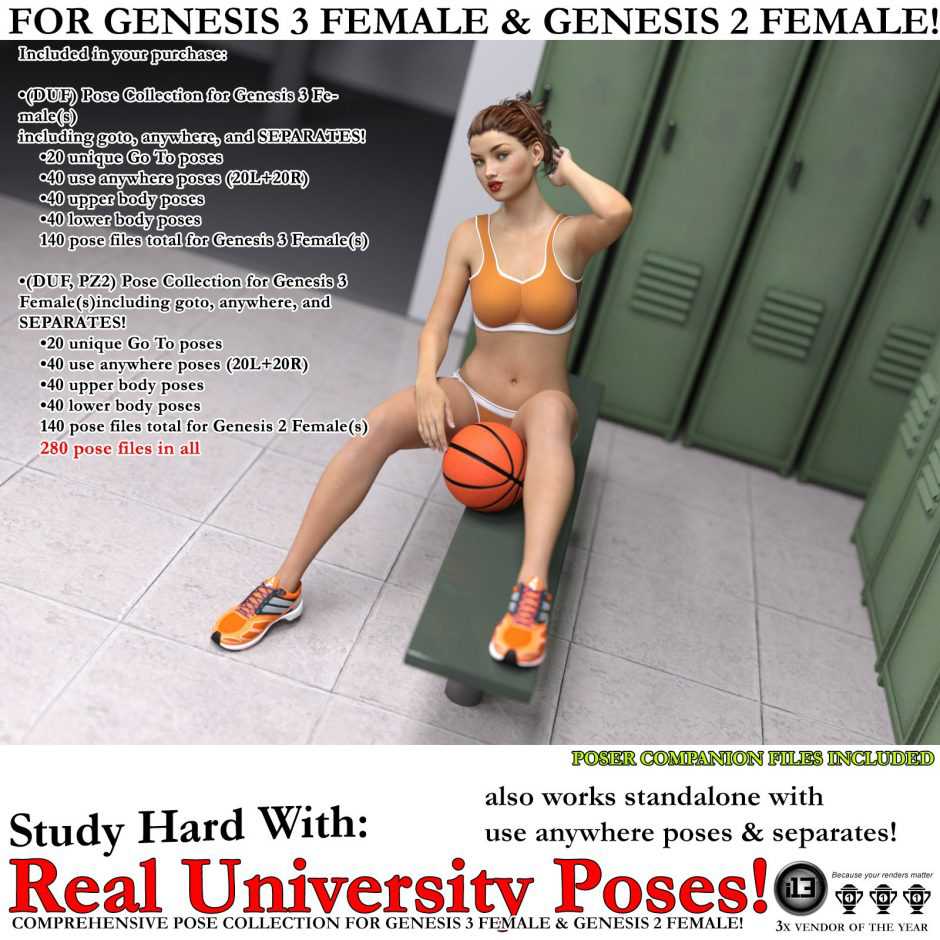 FOR GENESIS 3 FEMALE & GENESIS 2 FEMALE!
Included in your purchase:
•(DUF) Pose Collection for Genesis 3 Fe-
male(s)
including goto, anywhere, and SEPARATES!
•20 unique Go To poses
•40 use anywhere poses (20L+20R)
•40 upper body poses
•40 lower body poses
140 pose files total for Genesis 3 Female(s)
•(DUF, PZ2) Pose Collection for Genesis 3
Female(s)including goto, anywhere, and
SEPARATES!
•20 unique Go To poses
•40 use anywhere poses (20L+20R)
•40 upper body poses
•40 lower body poses
140 pose files total for Genesis 2 Female(s)
280 pose files in all
POSER COMPANION FILES INCLUDED
also works standalone with
use anywhere poses & separates!
Study Hard With:
Real University Poses!
i13
Because your renders matter
1 1 1
COMPREHENSIVE POSE COLLECTION FOR GENESIS 3 FEMALE & GENESIS 2 FEMALE!
3X VENDOR OF THE YEAR